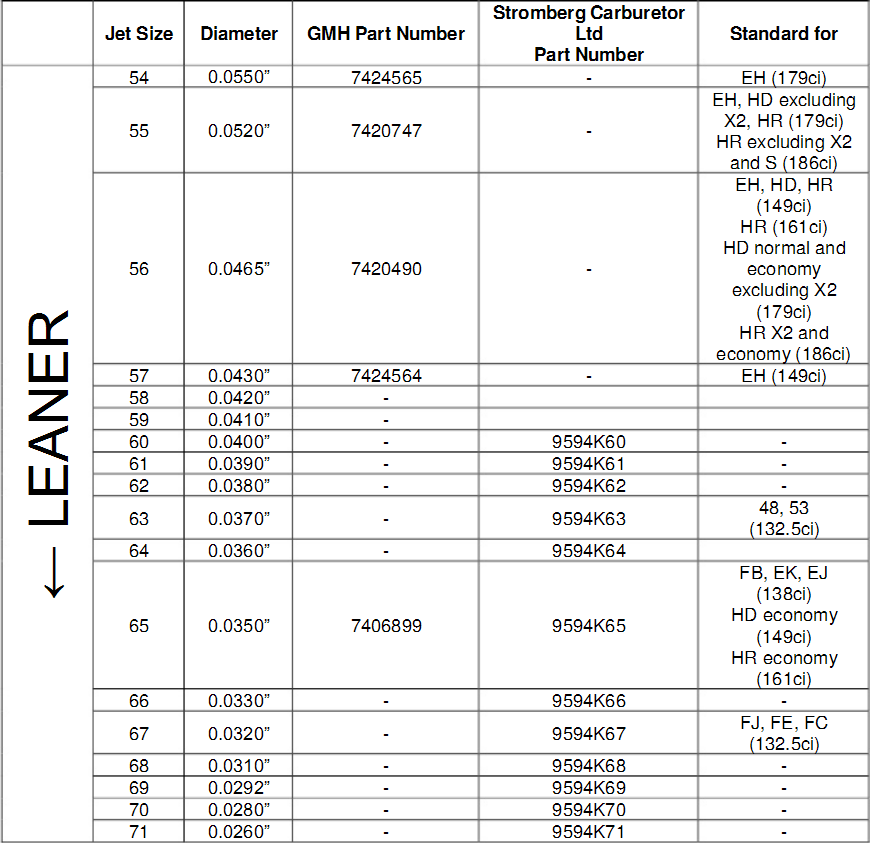 Jet Size Diameter GMH Part Number Stromberg Carburetor Ltd Part Number Standard for
← LEANER
54 0.0550” 7424565 - EH (179ci)
55 0.0520” 7420747 - EH, HD excluding
X2, HR (179ci)
HR excluding X2
and S (186ci)
56 0.0465” 7420490 - EH, HD, HR
(149ci)
HR (161ci)
HD normal and
economy
excluding X2
(179ci)
HR X2 and
economy (186ci)
57 0.0430” 7424564 - EH (149ci)
58 0.0420” -
59 0.0410” -
60 0.0400” - 9594K60 -
61 0.0390” - 9594K61 -
62 0.0380” - 9594K62 -
63 0.0370” - 9594K63 48, 53
(132.5ci)
64 0.0360” - 9594K64
65 0.0350” 7406899 9594K65 FB, EK, EJ
(138ci)
HD economy
(149ci)
HR economy
(161ci)
66 0.0330” - 9594K66 -
67 0.0320” - 9594K67 FJ, FE, FC
(132.5ci)
68 0.0310” - 9594K68 -
69 0.0292” - 9594K69 -
70 0.0280” - 9594K70 -
71 0.0260” - 9594K71 -